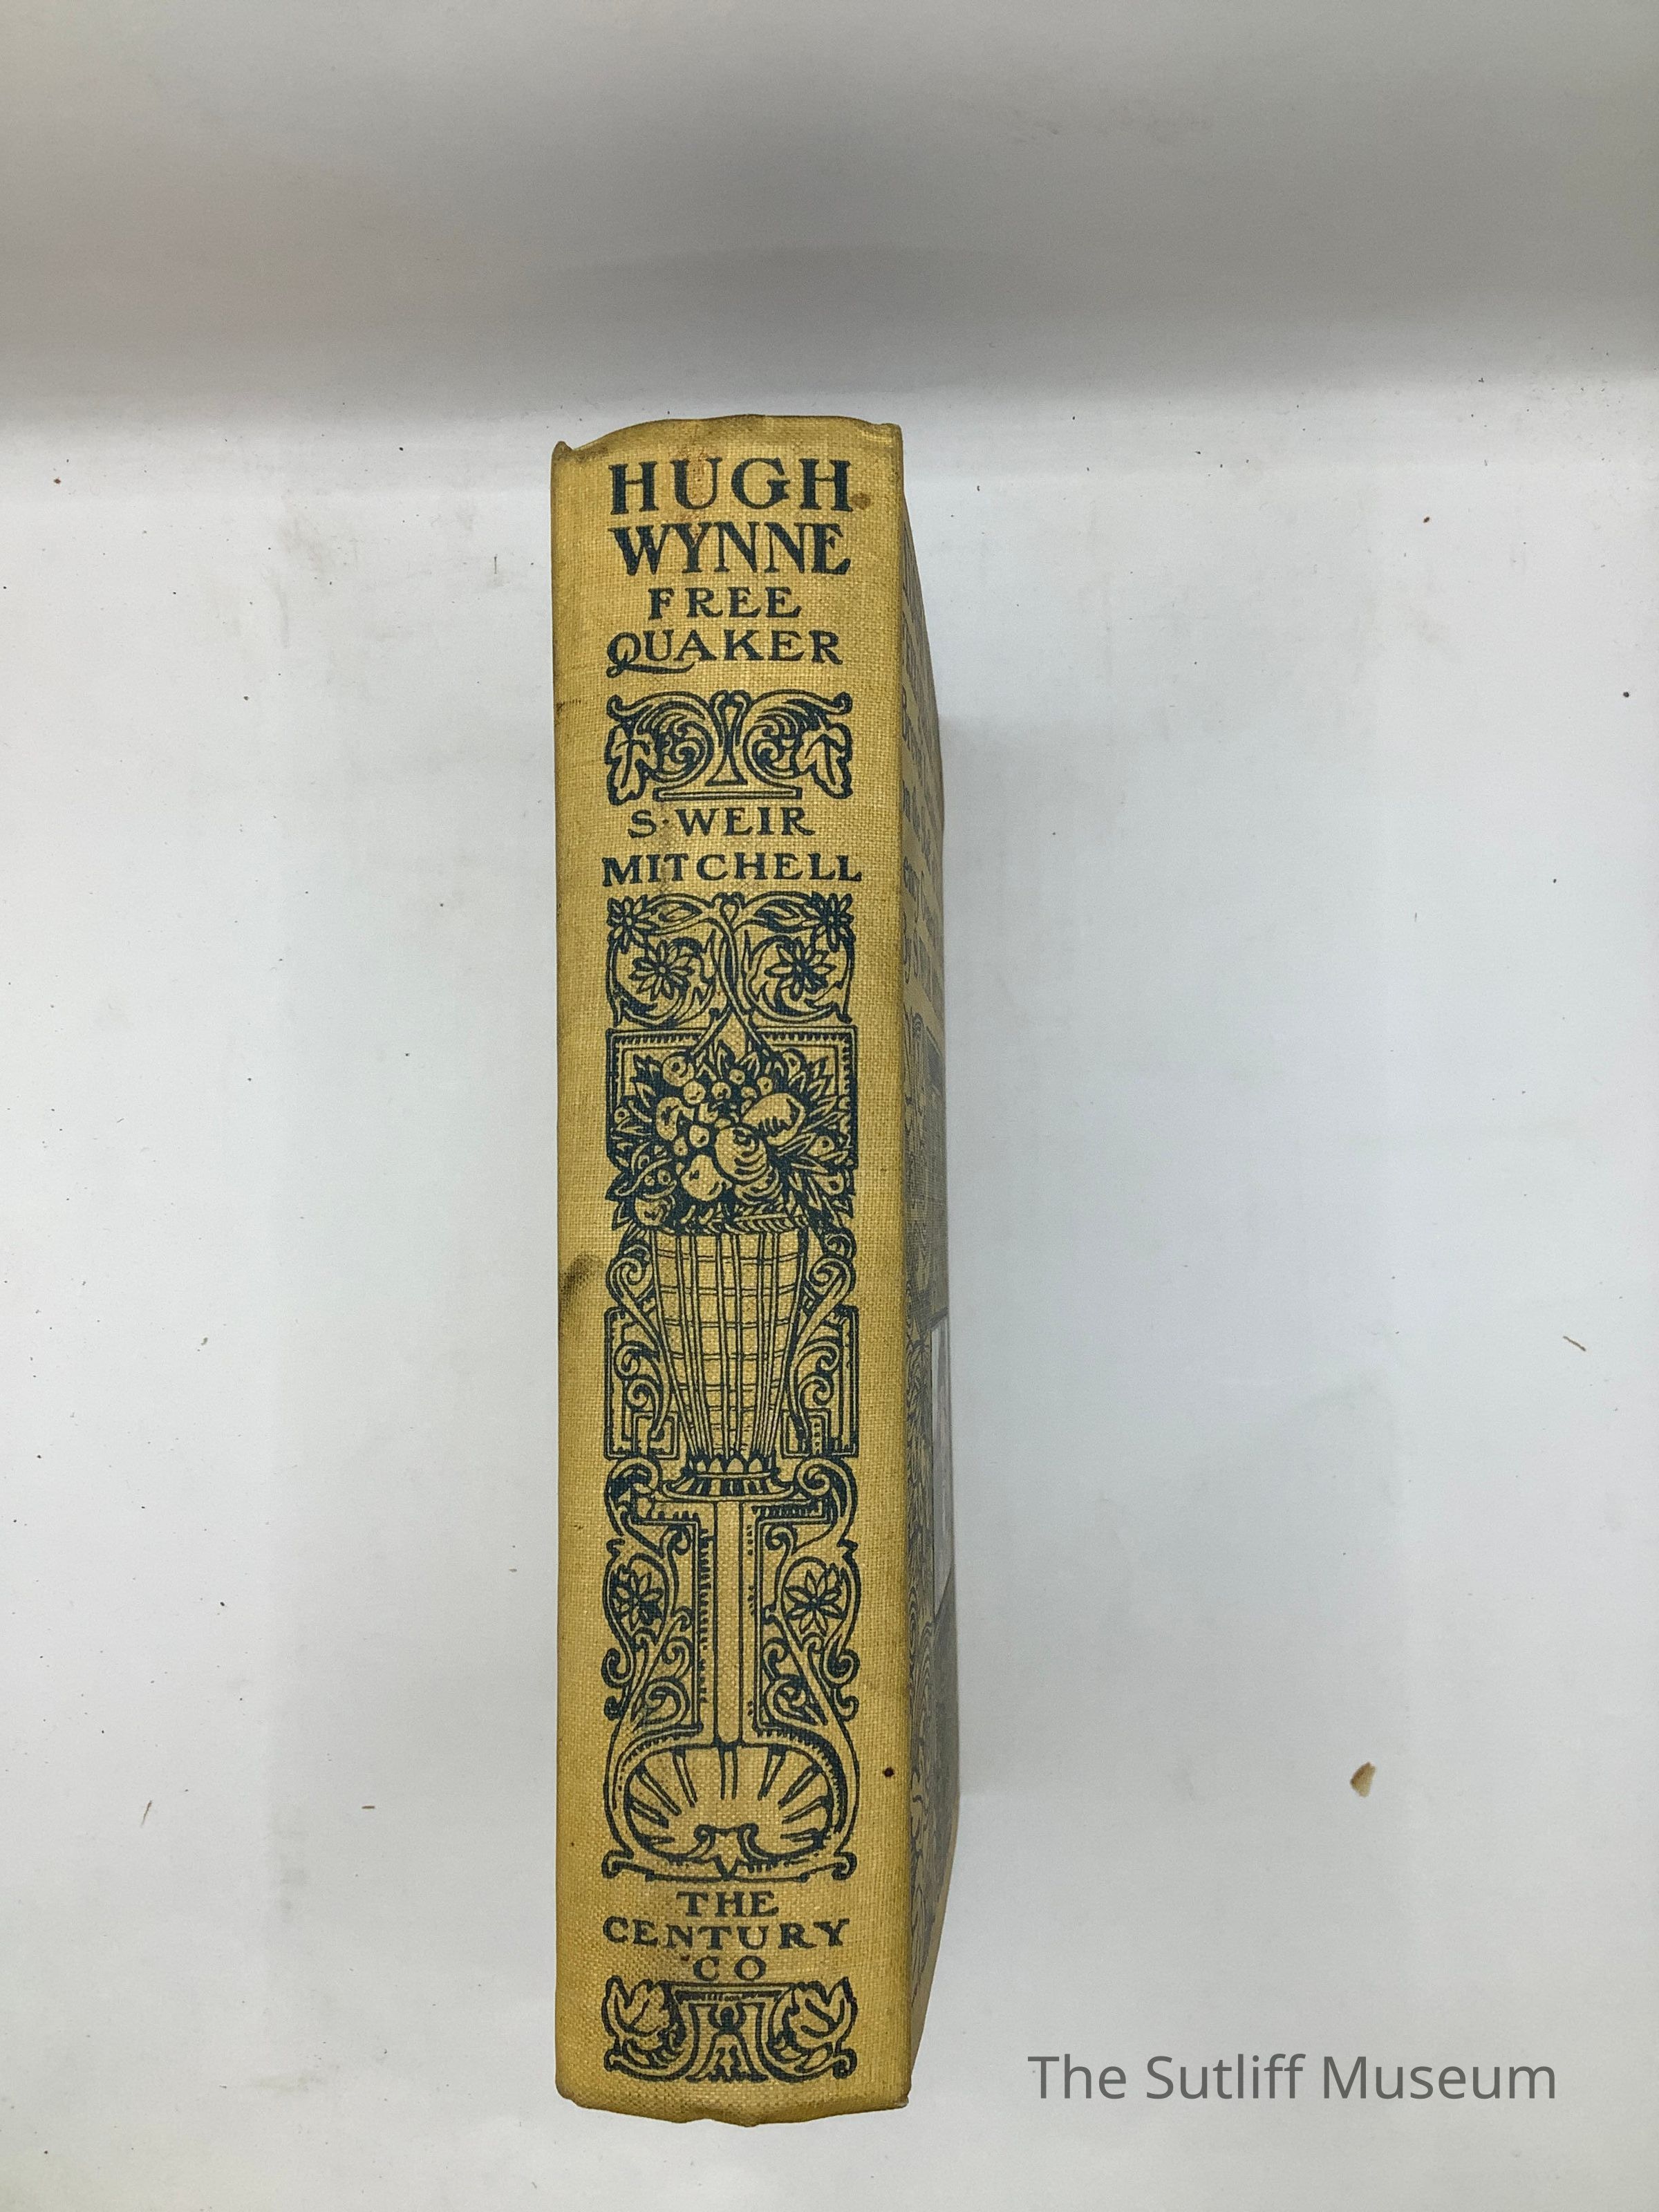 HUGH
WYNNE
FREE
QUAKER
S. WEIR
MITCHELL
THE
CENTURY
CO
The Sutliff Museum